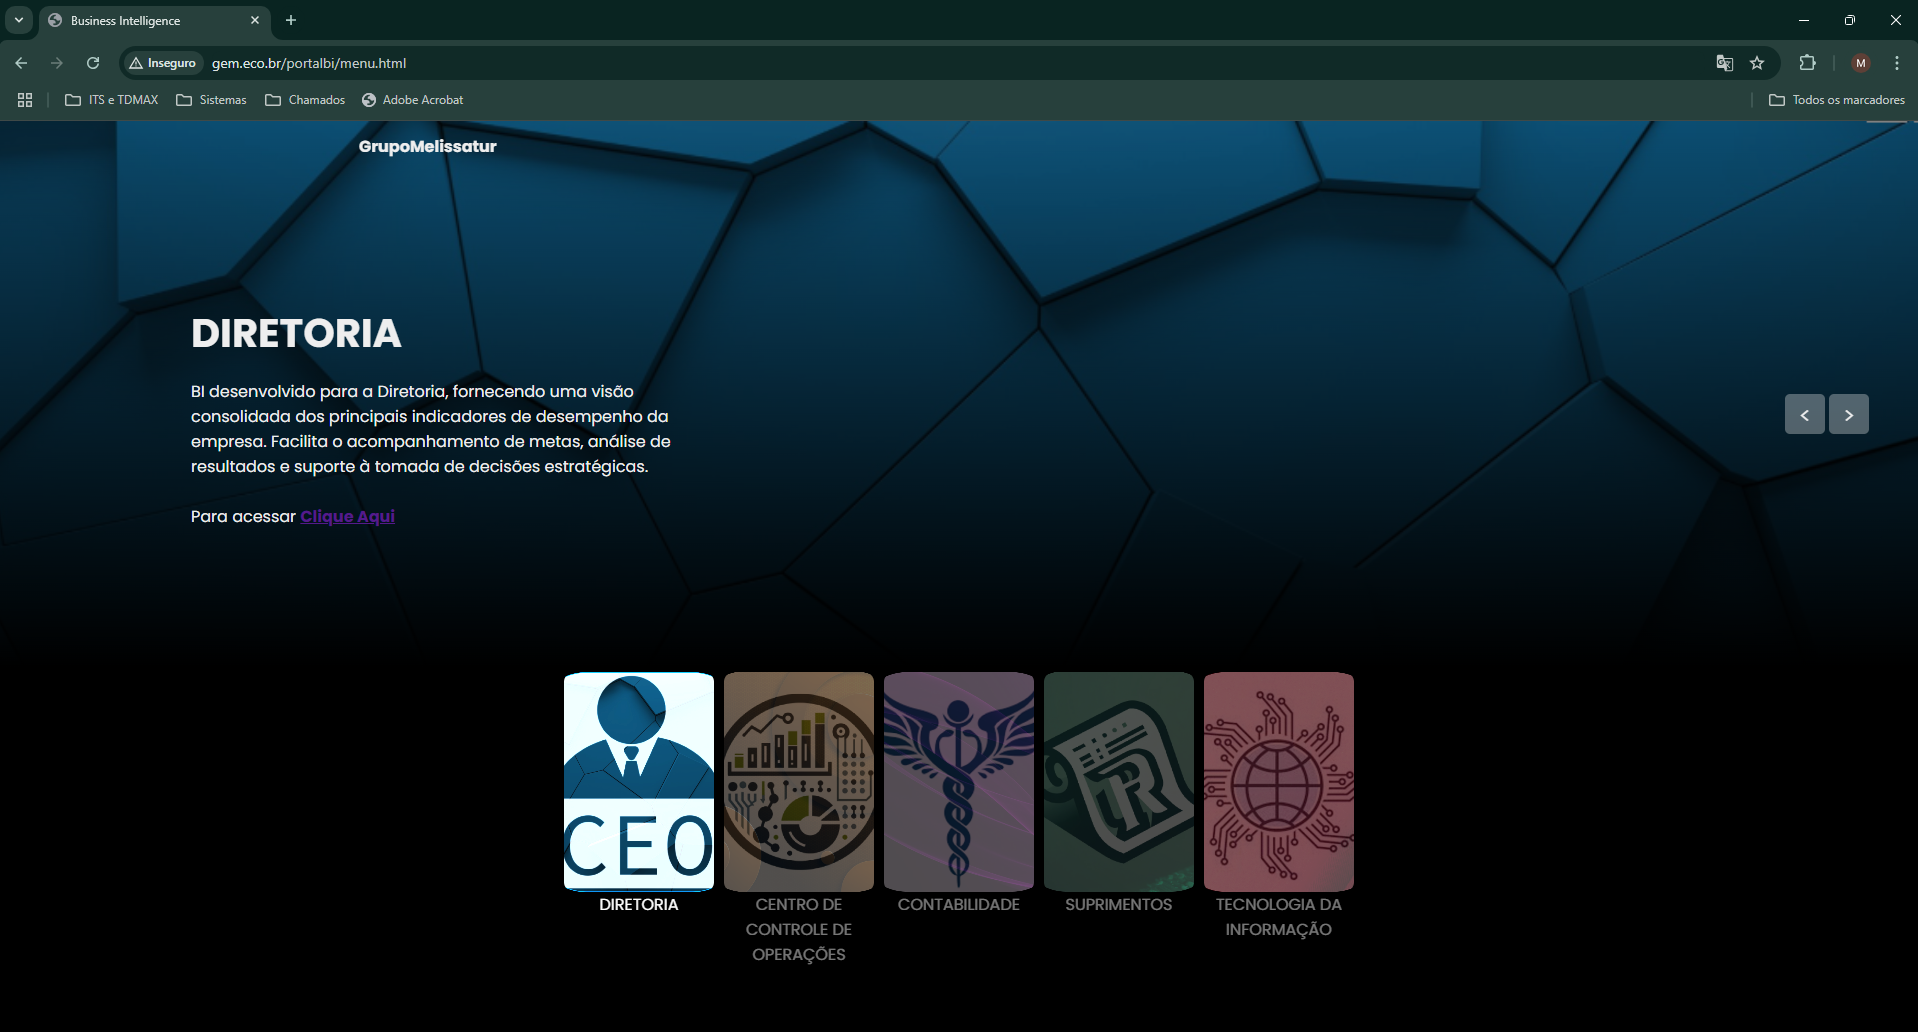 Business Intelligence
Inseguro
gem.eco.br/portalbi/menu.html
M
ITS e TDMAX
Sistemas
Chamados
Adobe Acrobat
Todos os marcadores
GrupoMelissatur
DIRETORIA
BI desenvolvido para a Diretoria, fornecendo uma visão
consolidada dos principais indicadores de desempenho da
empresa. Facilita o acompanhamento de metas, análise de
resultados e suporte à tomada de decisões estratégicas.
Para acessar Clique Aqui
CEO
R
DIRETORIA
CENTRO DE
CONTROLE DE
OPERAÇÕES
CONTABILIDADE
SUPRIMENTOS
TECNOLOGIA DA
INFORMAÇÃO